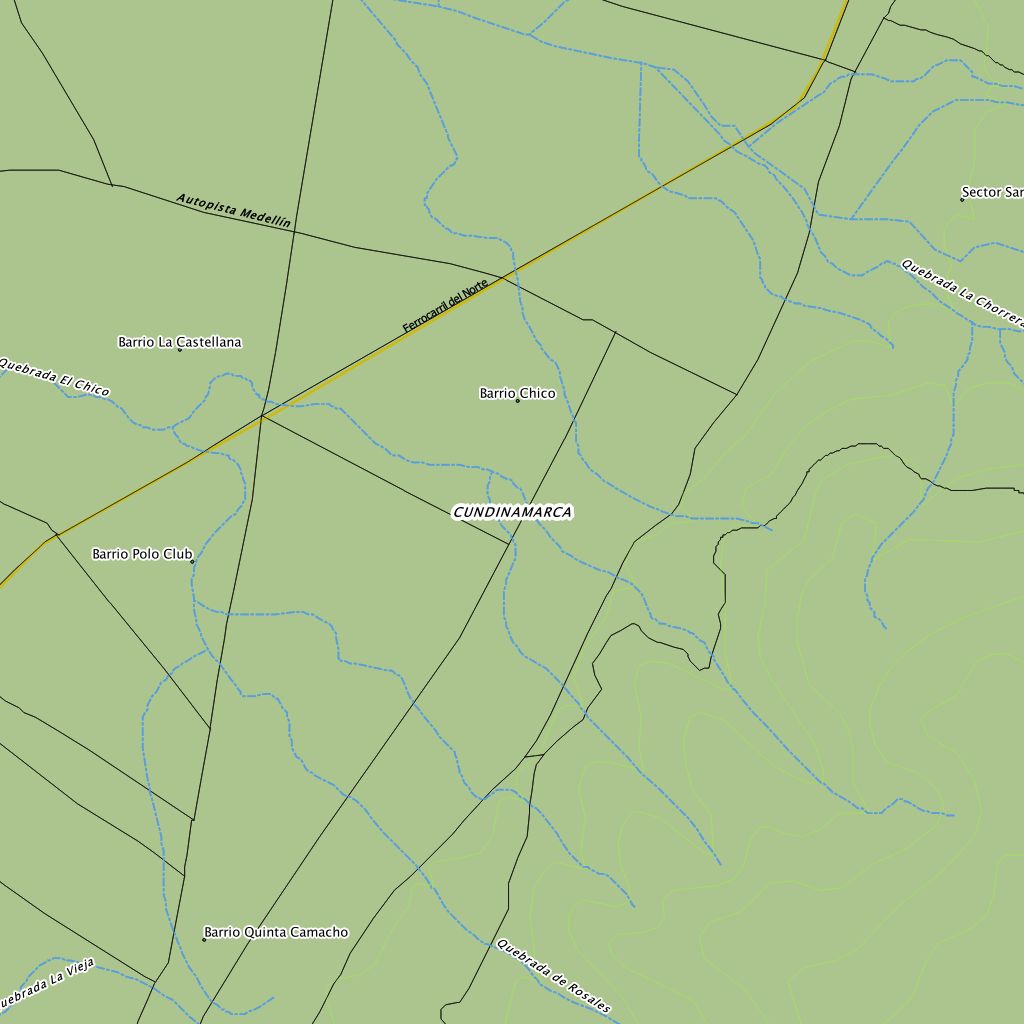 Sector San
Autopista Medellín
Quebrada La Chorrera
Ferrocarril del Norte
Barrio La Castellana
Quebrada El Chico
Barrio Chico
CUNDINAMARCA
Barrio Polo Club
Barrio Quinta Camacho
Quebrada de Rosales
uebrada La Vieja